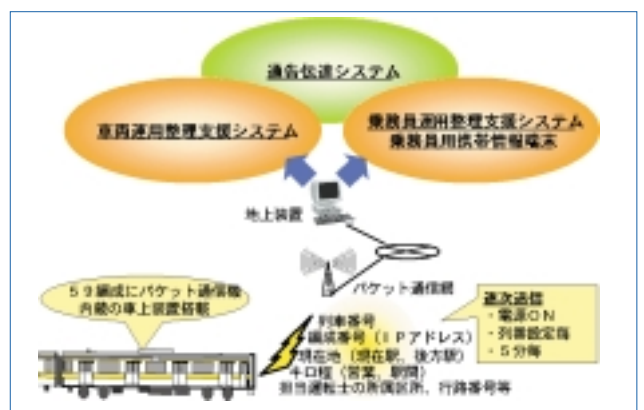 通告伝達システム
車両運用整理支援システム
乗務員運用整理支援システム
乗務員用携帯情報端末
地上装置
パケット通信網
５９編成にパケット通信機
内蔵の車上装置搭載
逐次送信
・電源ＯＮ
・列番設定毎
・５分毎
列車番号
編成番号（ＩＰアドレス）
現在地（現在駅，後方駅）
キロ程（営業，駅間）
担当運転士の所属区所、行路番号等